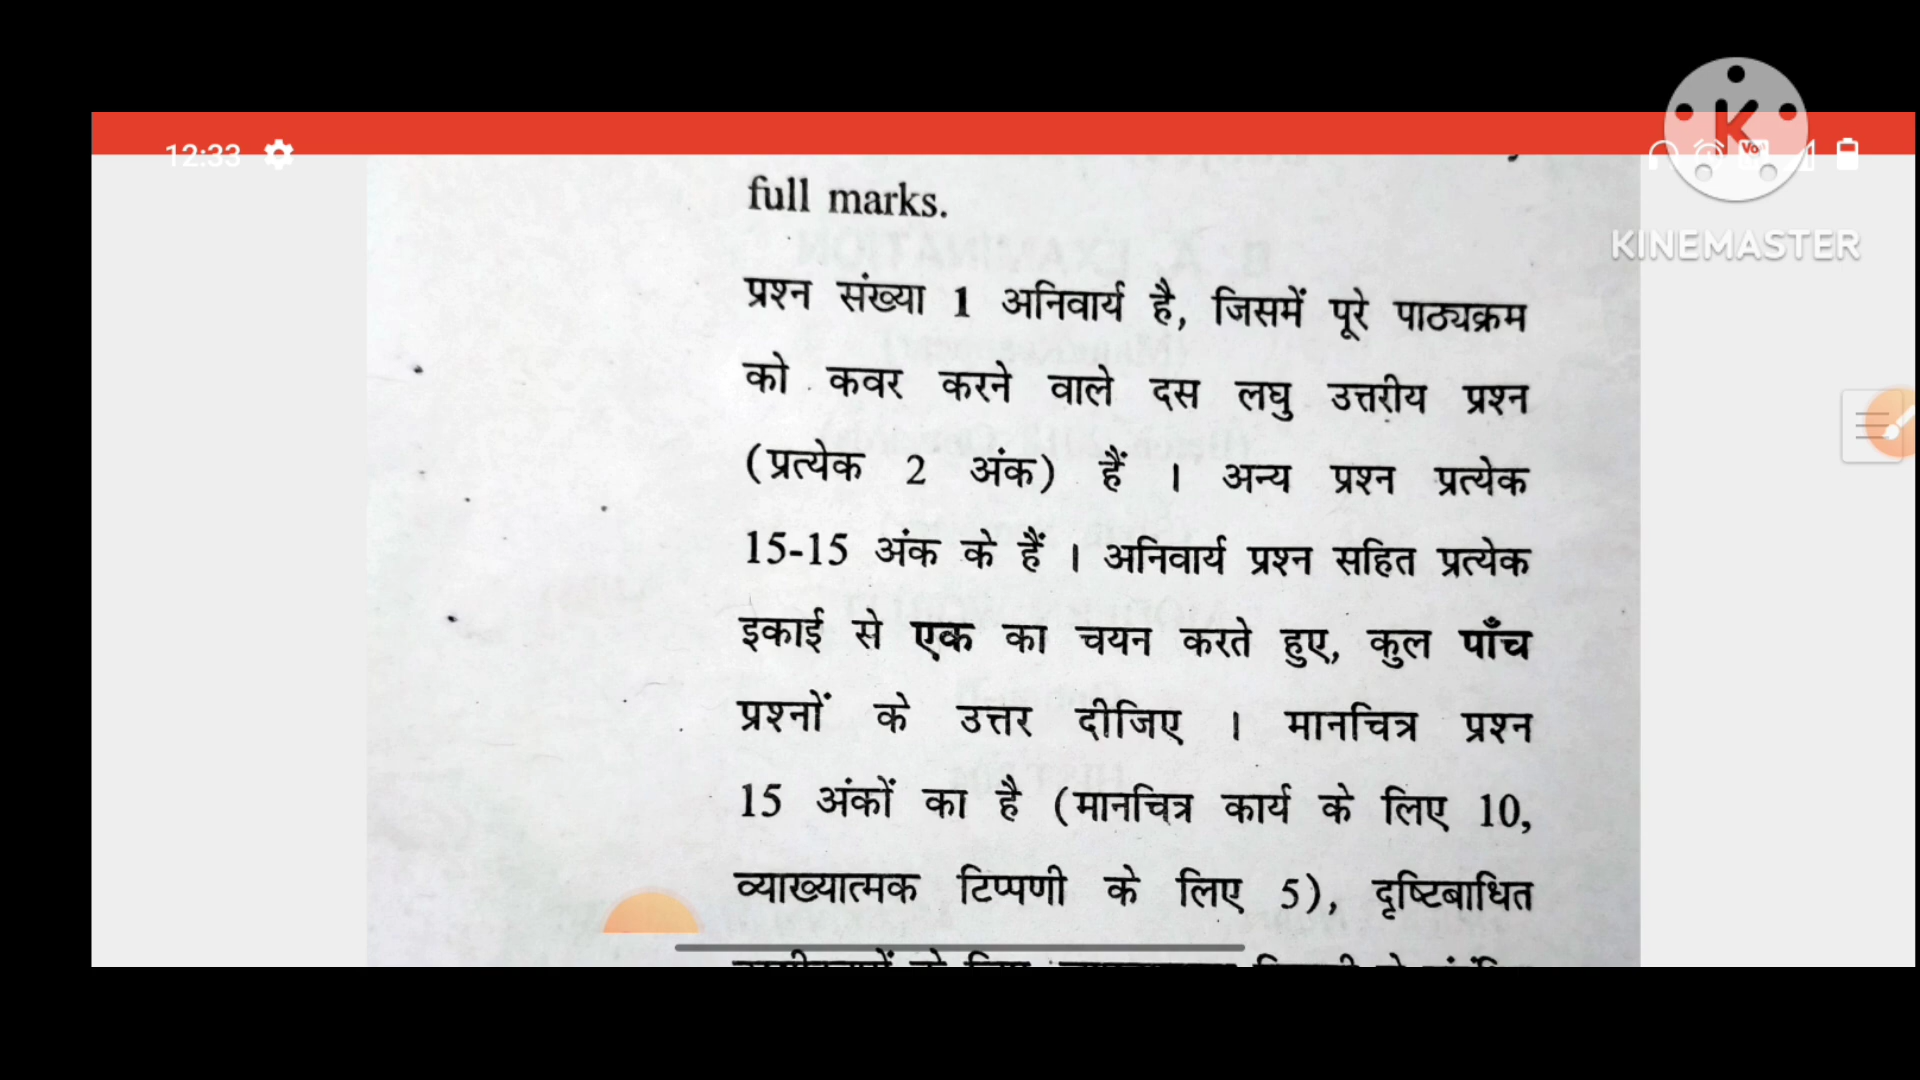 12:33
KINEMASTER
full marks.
प्रश्न संख्या 1 अनिवार्य है, जिसमें पूरे पाठ्यक्रम
को कवर करने वाले दस लघु उत्तरीय प्रश्न
(प्रत्येक 2 अंक) हैं । अन्य प्रश्न प्रत्येक
15-15 अंक के हैं । अनिवार्य प्रश्न सहित प्रत्येक
इकाई से एक का चयन करते हुए, कुल पाँच
प्रश्नों के उत्तर दीजिए । मानचित्र प्रश्न
15 अंकों का है (मानचित्र कार्य के लिए 10,
व्याख्यात्मक टिप्पणी के लिए 5), दृष्टिबाधित